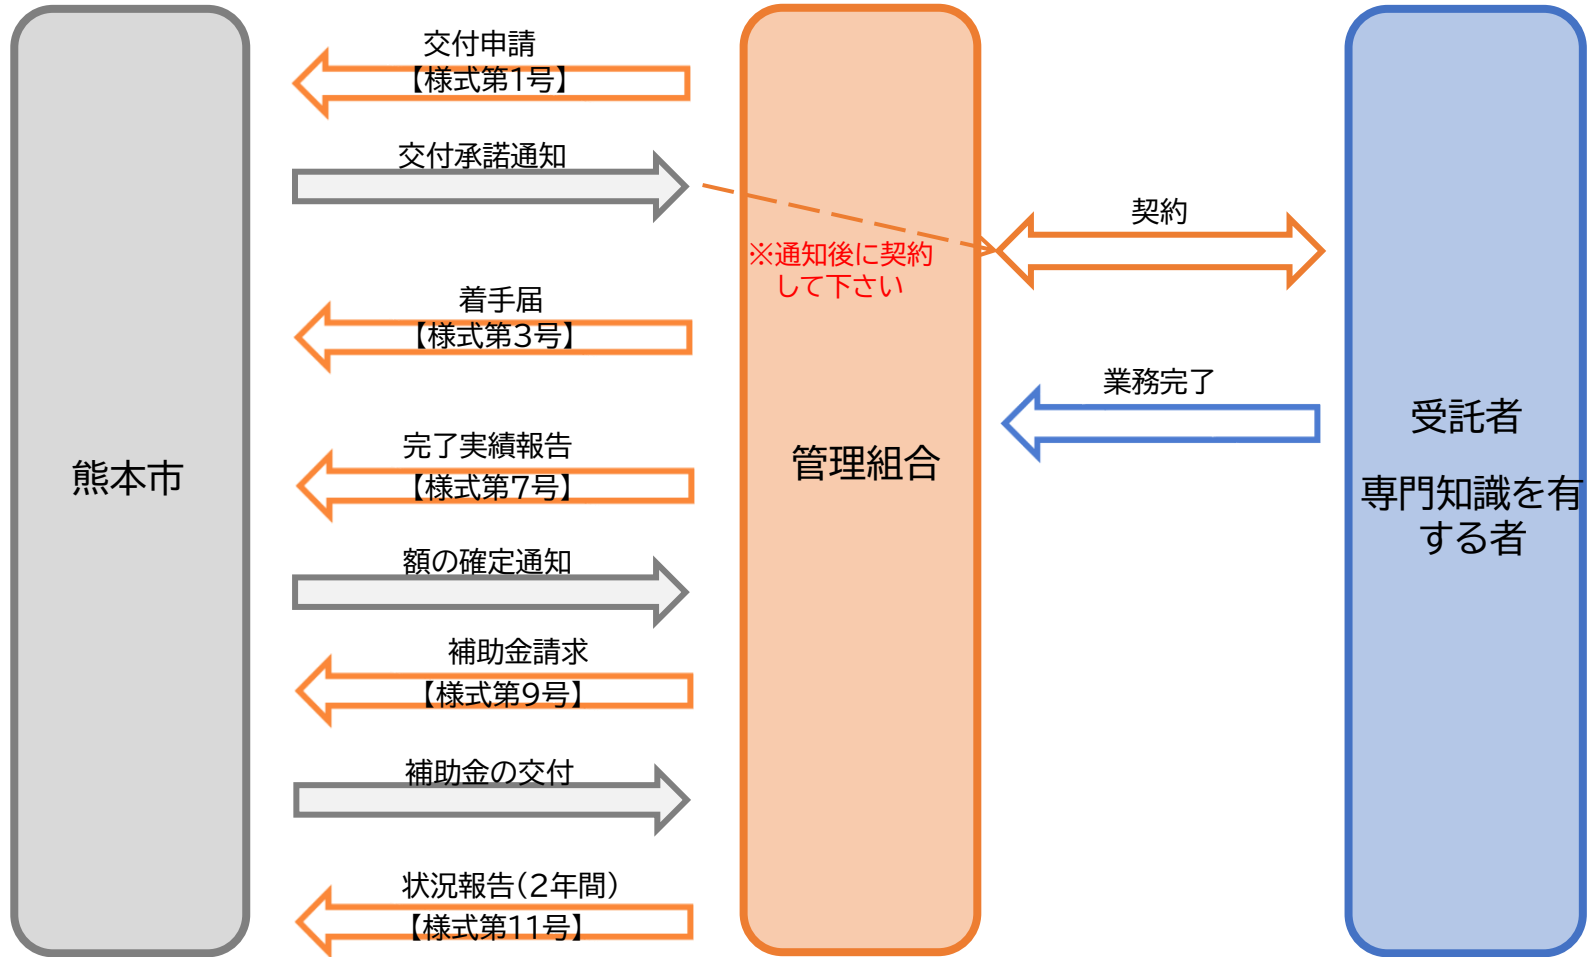 熊本市
交付申請
【様式第1号】
交付承諾通知
着手届
【様式第3号】
完了実績報告
【様式第7号】
額の確定通知
補助金請求
【様式第9号】
補助金の交付
状況報告(2年間)
【様式第11号】
※通知後に契約
して下さい
管理組合
契約
業務完了
受託者
専門知識を有
する者